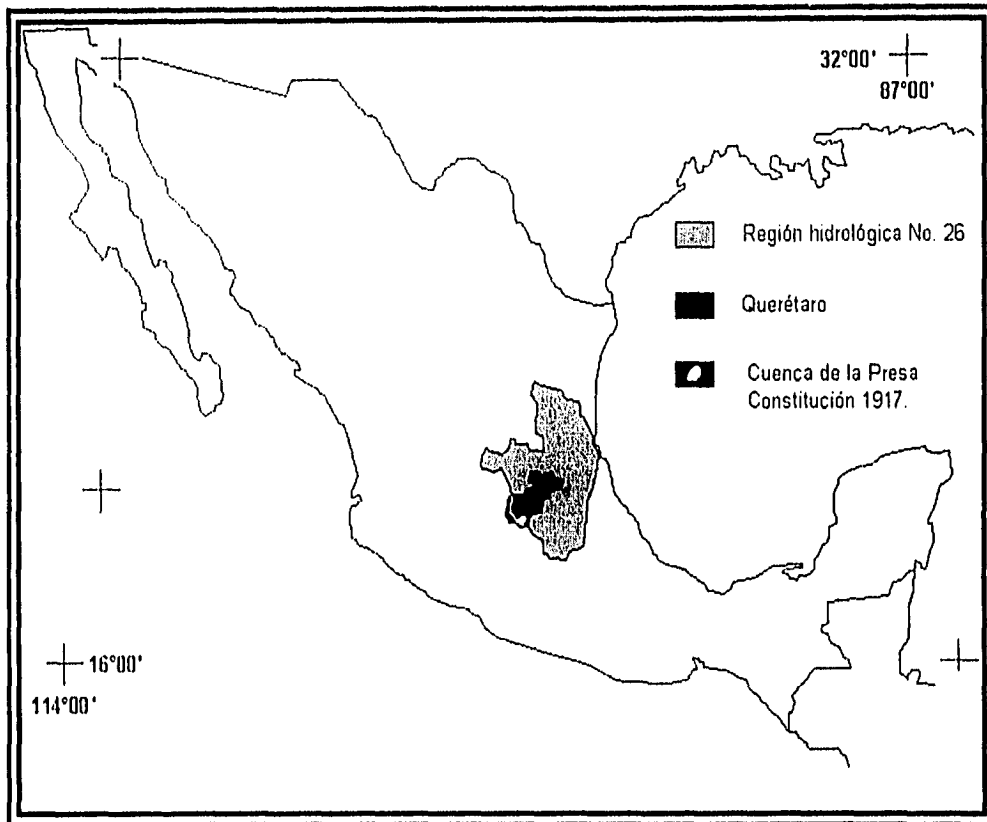 32°00'
87°00'
Región hidrológica No. 26
Querétaro
Cuenca de la Presa
Constitución 1917.
16°00'
114°00'